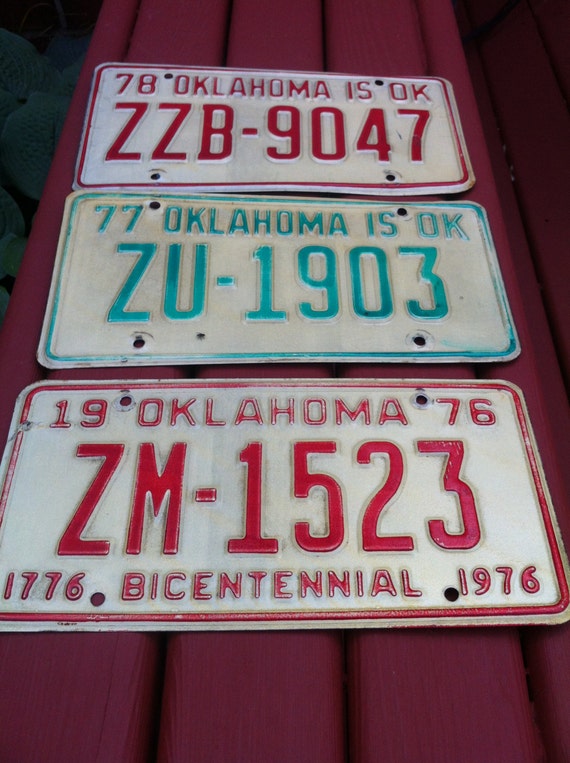 78 OKLAHOMA IS OK
ZZB-9047
77 OKLAHOMA IS OK
ZU-1903
19 OKLAHOMA 76
ZM-1523
1776 BICENTENNIAL 1976